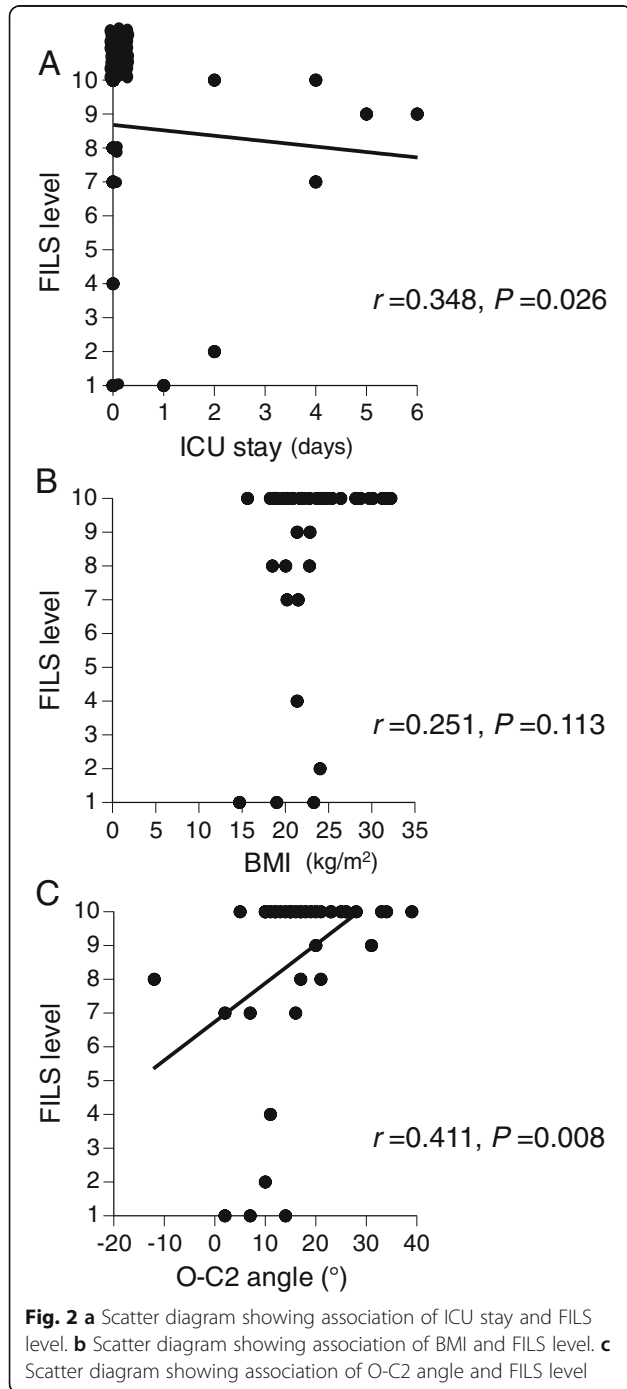 A
10
9
8
7
6
5
4
3
2
1
FILS level
r=0.348, P=0.026
0 1 2 3 4 5 6
ICU stay (days)
B
10
9
8
7
6
5
4
3
2
1
FILS level
r=0.251, P=0.113
0 5 10 15 20 25 30 35
BMI (kg/m²)
C
10
9
8
7
6
5
4
3
2
1
FILS level
r=0.411, P=0.008
-20 -10 0 10 20 30 40
O-C2 angle (°)
Fig. 2 a Scatter diagram showing association of ICU stay and FILS
level. b Scatter diagram showing association of BMI and FILS level. c
Scatter diagram showing association of O-C2 angle and FILS level